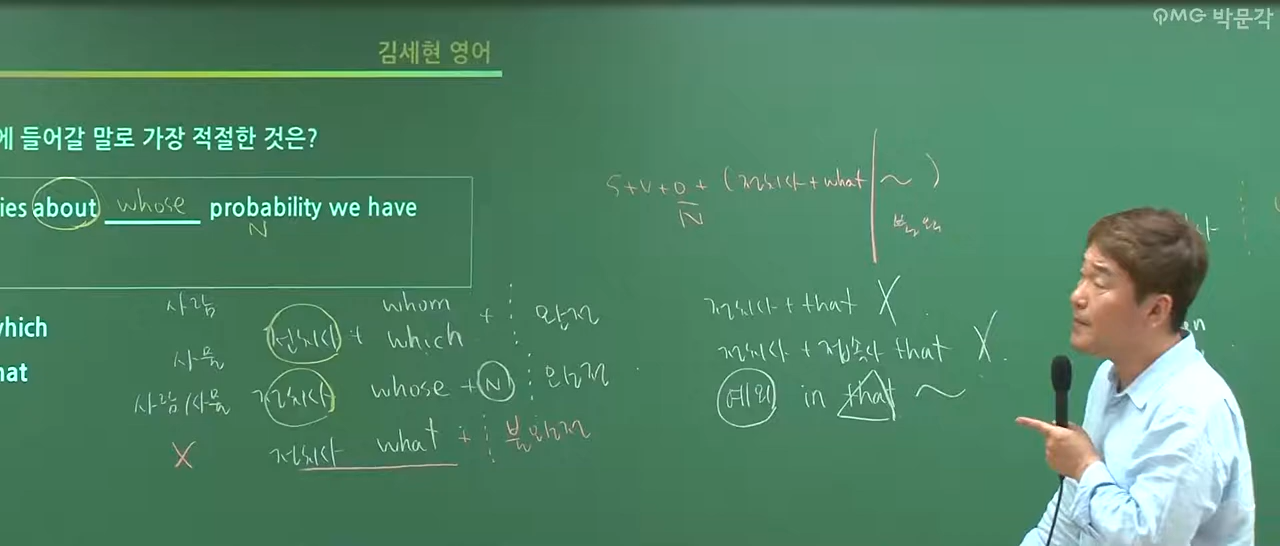 PMG 박문각
김세현 영어
에 들어갈 말로 가장 적절한 것은?
ies about whose probability we have
N
S+V+O+ (전치사+what ~ )
N
불완전
사람
전치사 + whom + 완전
사물
which
전치사+that X
전치사+접속사 that X
예외 in that ~
사람/사물 전치사 whose + N 완전
X 전치사 what + 불완전
hich
hat